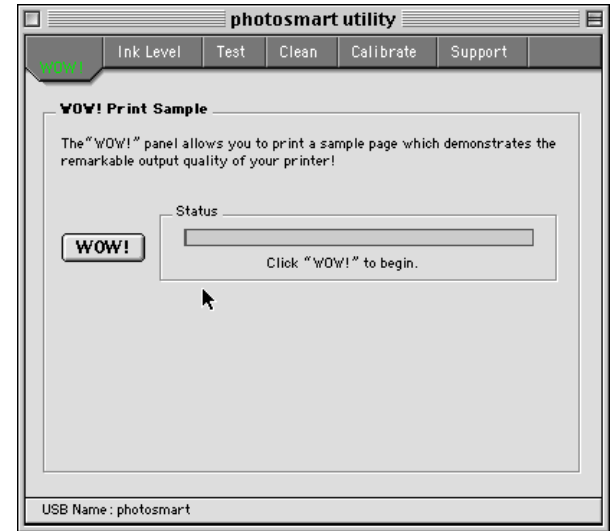 photosmart utility
WOW! Ink Level Test Clean Calibrate Support
WOW! Print Sample
The "WOW!" panel allows you to print a sample page which demonstrates the
remarkable output quality of your printer!
Status
WOW!
Click "WOW!" to begin.
USB Name: photosmart